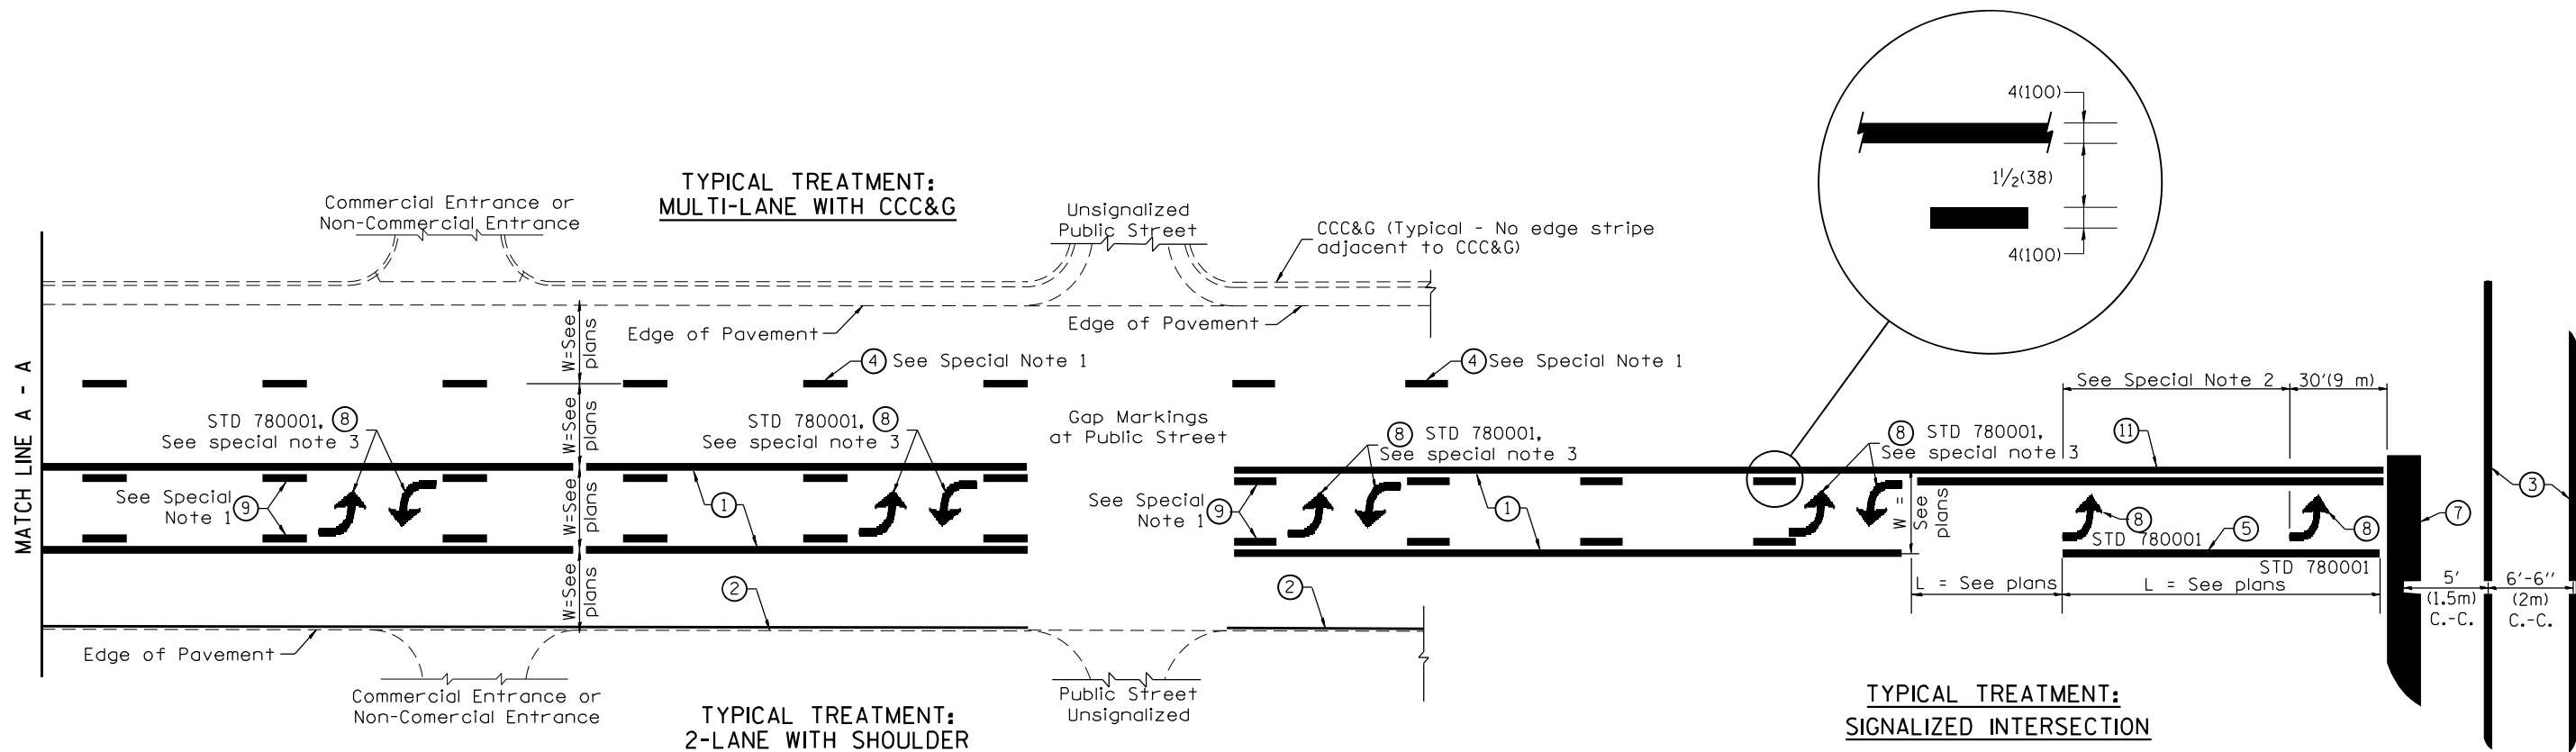 TYPICAL TREATMENT:
MULTI-LANE WITH CCC&G
Commercial Entrance or
Non-Commercial Entrance
Unsignalized
Public Street
CCC&G (Typical - No edge stripe
adjacent to CCC&G)
4(100)
1 1/2(38)
4(100)
MATCH LINE A - A
Edge of Pavement
Edge of Pavement
W=See
plans
4 See Special Note 1
4 See Special Note 1
STD 780001, 8
See special note 3
W=See
plans
STD 780001, 8
See special note 3
Gap Markings
at Public Street
8 STD 780001,
See special note 3
8 STD 780001,
See special note 3
See Special Note 2
30'(9 m)
11
See Special
Note 1 9
1
W=See
plans
See Special
Note 1 9
1
W =
See
plans
8
STD 780001
5
8
7
3
STD 780001
L = See plans
L = See plans
5'
(1.5m)
C.-C.
6'-6''
(2m)
C.-C.
W=See
plans
2
2
Edge of Pavement
Commercial Entrance or
Non-Comercial Entrance
Public Street
Unsignalized
TYPICAL TREATMENT:
2-LANE WITH SHOULDER
TYPICAL TREATMENT:
SIGNALIZED INTERSECTION